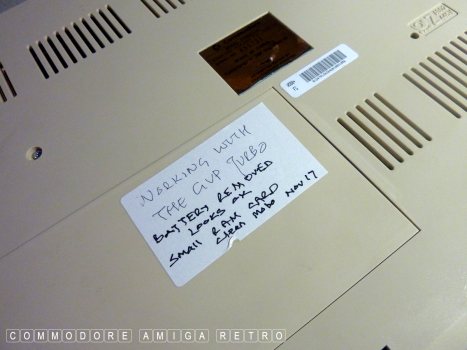 WORKING WITH
THE GVP TURBO
BATTERY REMOVED
LOOKS OK
Small RAM CARD
Clean Mobo Nov 17
COMMODORE AMIGA RETRO